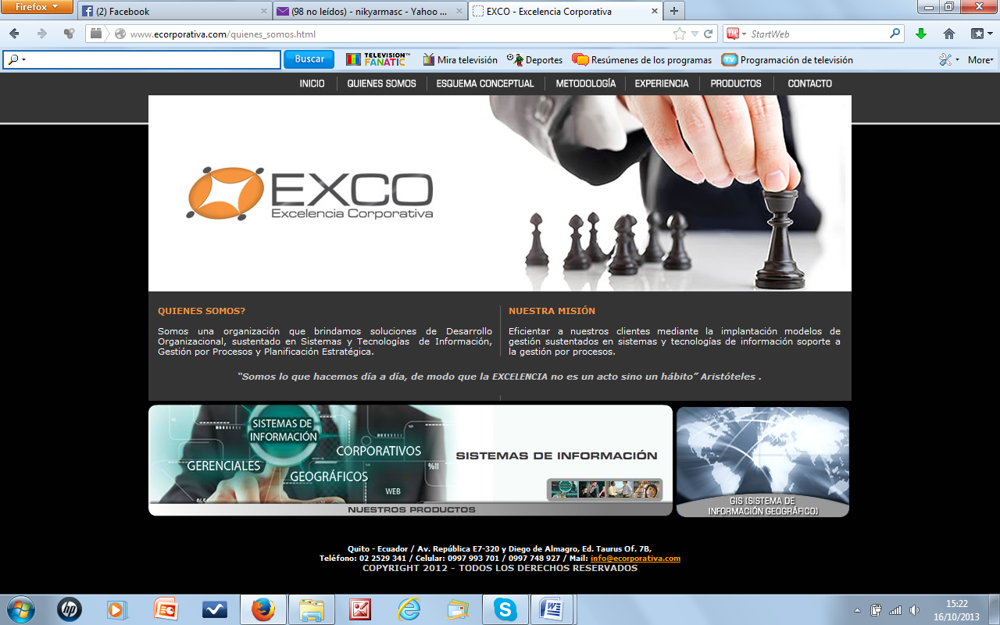 Firefox
(2) Facebook
(98 no leídos) - nikyarmasc - Yahoo ...
EXCO - Excelencia Corporativa
www.ecorporativa.com/quienes_somos.html
StartWeb
Buscar
TELEVISION FANATIC
Mira televisión
Deportes
Resúmenes de los programas
Programación de televisión
More
INICIO
QUIENES SOMOS
ESQUEMA CONCEPTUAL
METODOLOGÍA
EXPERIENCIA
PRODUCTOS
CONTACTO
EXCO
Excelencia Corporativa
QUIENES SOMOS?
Somos una organización que brindamos soluciones de Desarrollo
Organizacional, sustentado en Sistemas y Tecnologías de Información,
Gestión por Procesos y Planificación Estratégica.
NUESTRA MISIÓN
Eficientar a nuestros clientes mediante la implantación modelos de
gestión sustentados en sistemas y tecnologías de información soporte a
la gestión por procesos.
“Somos lo que hacemos día a día, de modo que la EXCELENCIA no es un acto sino un hábito” Aristóteles .
SISTEMAS DE
INFORMACIÓN
CORPORATIVOS
GERENCIALES
GEOGRÁFICOS
WEB
%11
SISTEMAS DE INFORMACIÓN
NUESTROS PRODUCTOS
GIS (SISTEMA DE
INFORMACIÓN GEOGRÁFICO)
Quito - Ecuador / Av. República E7-320 y Diego de Almagro, Ed. Taurus Of. 7B,
Teléfono: 02 2529 341 / Celular: 0997 993 701 / 0997 748 927 / Mail: info@ecorporativa.com
COPYRIGHT 2012 - TODOS LOS DERECHOS RESERVADOS
15:22
16/10/2013